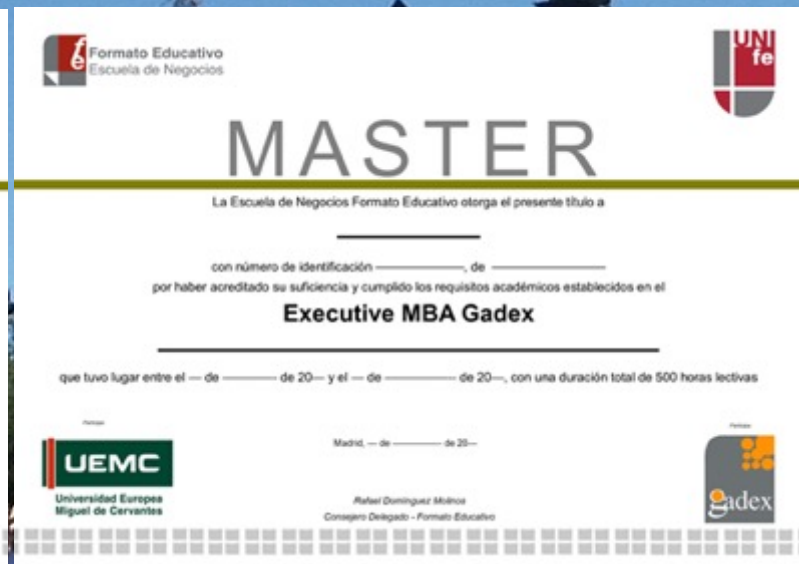 fe Formato Educativo
Escuela de Negocios
UNI
fe
MASTER
La Escuela de Negocios Formato Educativo otorga el presente título a
con número de identificación ————, de ————
por haber acreditado su suficiencia y cumplido los requisitos académicos establecidos en el
Executive MBA Gadex
que tuvo lugar entre el — de ———— de 20— y el — de ———— de 20—, con una duración total de 500 horas lectivas
Participa:
Participa:
Madrid, — de ———— de 20—
UEMC
Universidad Europea
Miguel de Cervantes
gadex
Rafael Domínguez Molinos
Consejero Delegado - Formato Educativo